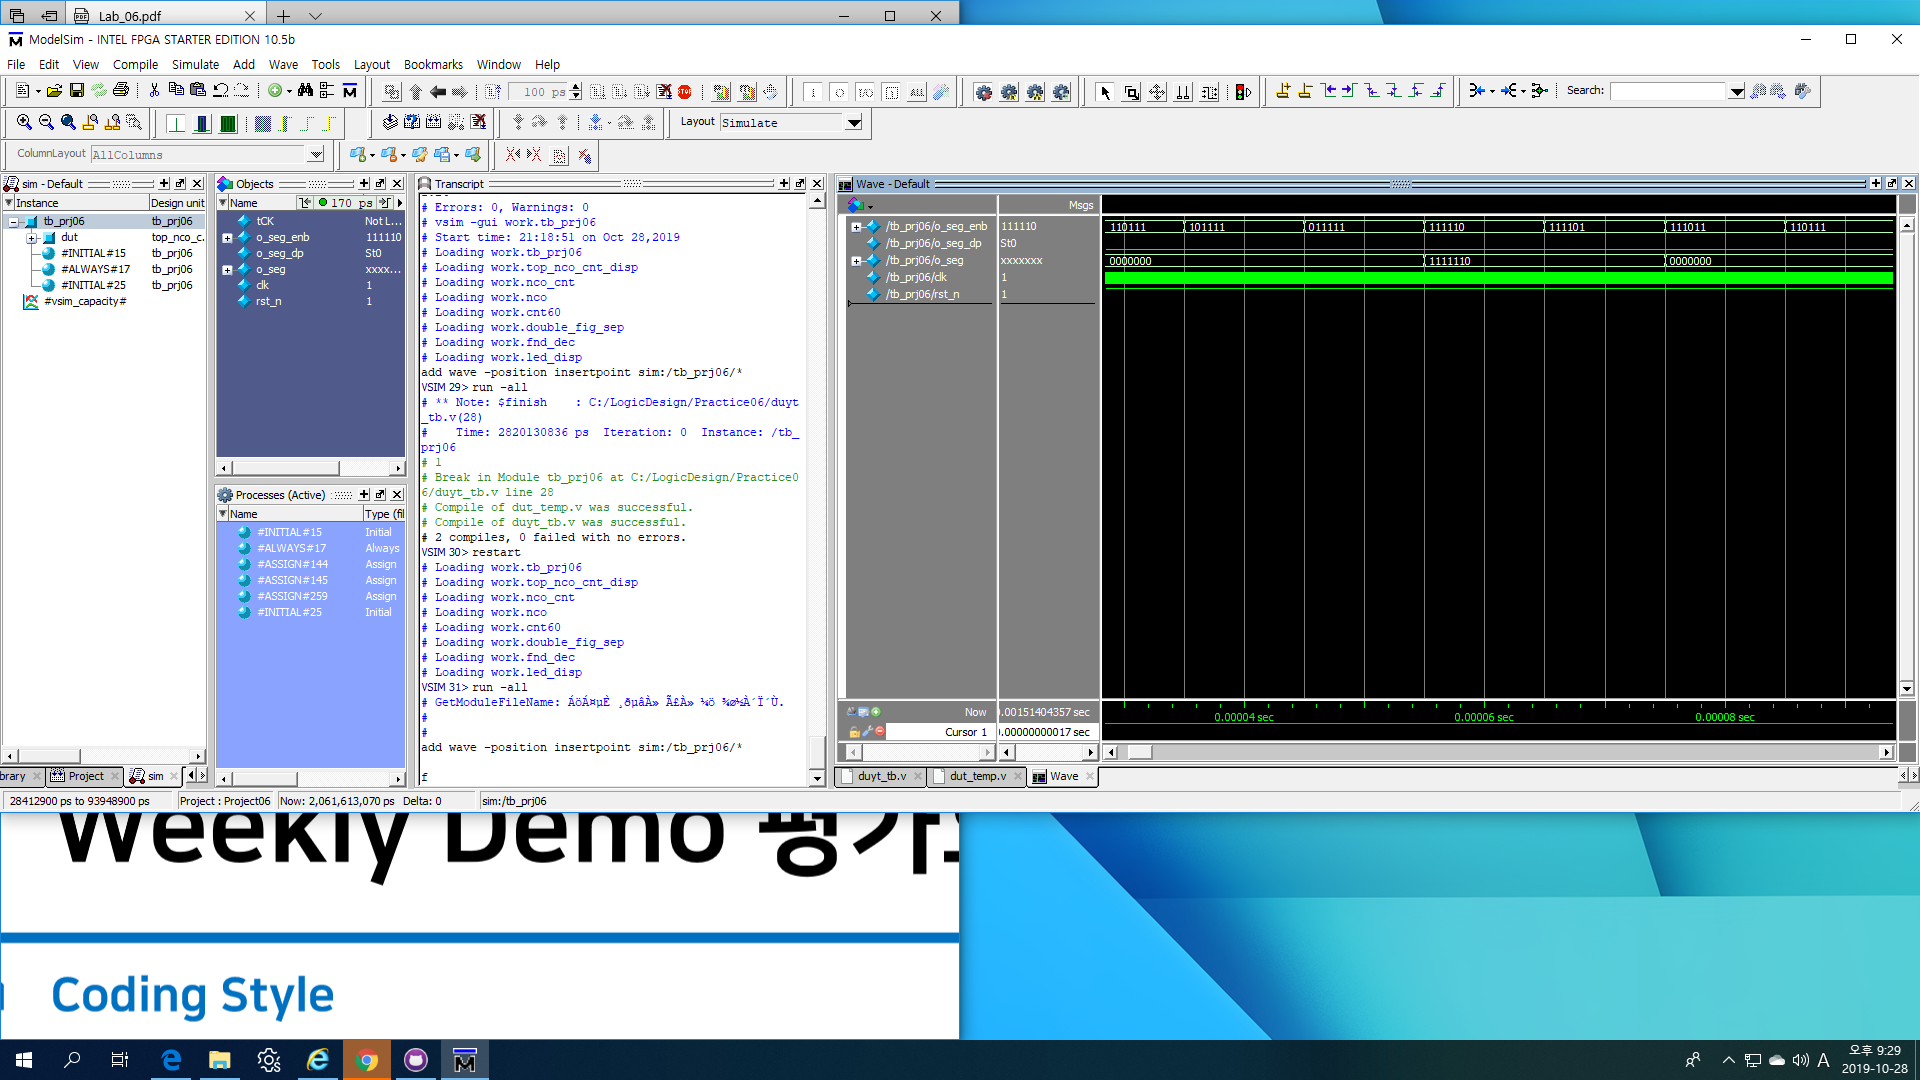 Lab_06.pdf
ModelSim - INTEL FPGA STARTER EDITION 10.5b
File Edit View Compile Simulate Add Wave Tools Layout Bookmarks Window Help
100 ps
Search:
Layout Simulate
ColumnLayout AllColumns
sim - Default
Instance Design unit
tb_prj06 tb_prj06
dut top_nco_c.
#INITIAL#15 tb_prj06
#ALWAYS#17 tb_prj06
#INITIAL#25 tb_prj06
#vsim_capacity#
brary Project sim
Objects
Name 170 ps
tCK Not L...
o_seg_enb 111110
o_seg_dp St0
o_seg xxxx...
clk 1
rst_n 1
Processes (Active)
Name Type (fil
#INITIAL#15 Initial
#ALWAYS#17 Always
#ASSIGN#144 Assign
#ASSIGN#145 Assign
#ASSIGN#259 Assign
#INITIAL#25 Initial
Transcript
# Errors: 0, Warnings: 0
# vsim -gui work.tb_prj06
# Start time: 21:18:51 on Oct 28,2019
# Loading work.tb_prj06
# Loading work.top_nco_cnt_disp
# Loading work.nco_cnt
# Loading work.nco
# Loading work.cnt60
# Loading work.double_fig_sep
# Loading work.fnd_dec
# Loading work.led_disp
add wave -position insertpoint sim:/tb_prj06/*
VSIM 29> run -all
# ** Note: $finish : C:/LogicDesign/Practice06/duyt
_tb.v(28)
# Time: 2820130836 ps Iteration: 0 Instance: /tb_
prj06
# 1
# Break in Module tb_prj06 at C:/LogicDesign/Practice0
6/duyt_tb.v line 28
# Compile of dut_temp.v was successful.
# Compile of duyt_tb.v was successful.
# 2 compiles, 0 failed with no errors.
VSIM 30> restart
# Loading work.tb_prj06
# Loading work.top_nco_cnt_disp
# Loading work.nco_cnt
# Loading work.nco
# Loading work.cnt60
# Loading work.double_fig_sep
# Loading work.fnd_dec
# Loading work.led_disp
VSIM 31> run -all
# GetModuleFileName: ÁöÁ¤µÈ ¸ðµâÀ» Ã£À» ¼ö ¾ø½À´Ï´Ù.
#
#
add wave -position insertpoint sim:/tb_prj06/*
f
Wave - Default
Msgs
/tb_prj06/o_seg_enb 111110 110111 101111 011111 111110 111101 111011 110111
/tb_prj06/o_seg_dp St0
/tb_prj06/o_seg xxxxxxx 0000000 1111110 0000000
/tb_prj06/clk 1
/tb_prj06/rst_n 1
Now 0.00151404357 sec 0.00004 sec 0.00006 sec 0.00008 sec
Cursor 1 0.00000000017 sec
duyt_tb.v dut_temp.v Wave
28412900 ps to 93948900 ps Project : Project06 Now: 2,061,613,070 ps Delta: 0 sim:/tb_prj06
Weekly Demo 평가
Coding Style
A 오후 9:29
2019-10-28